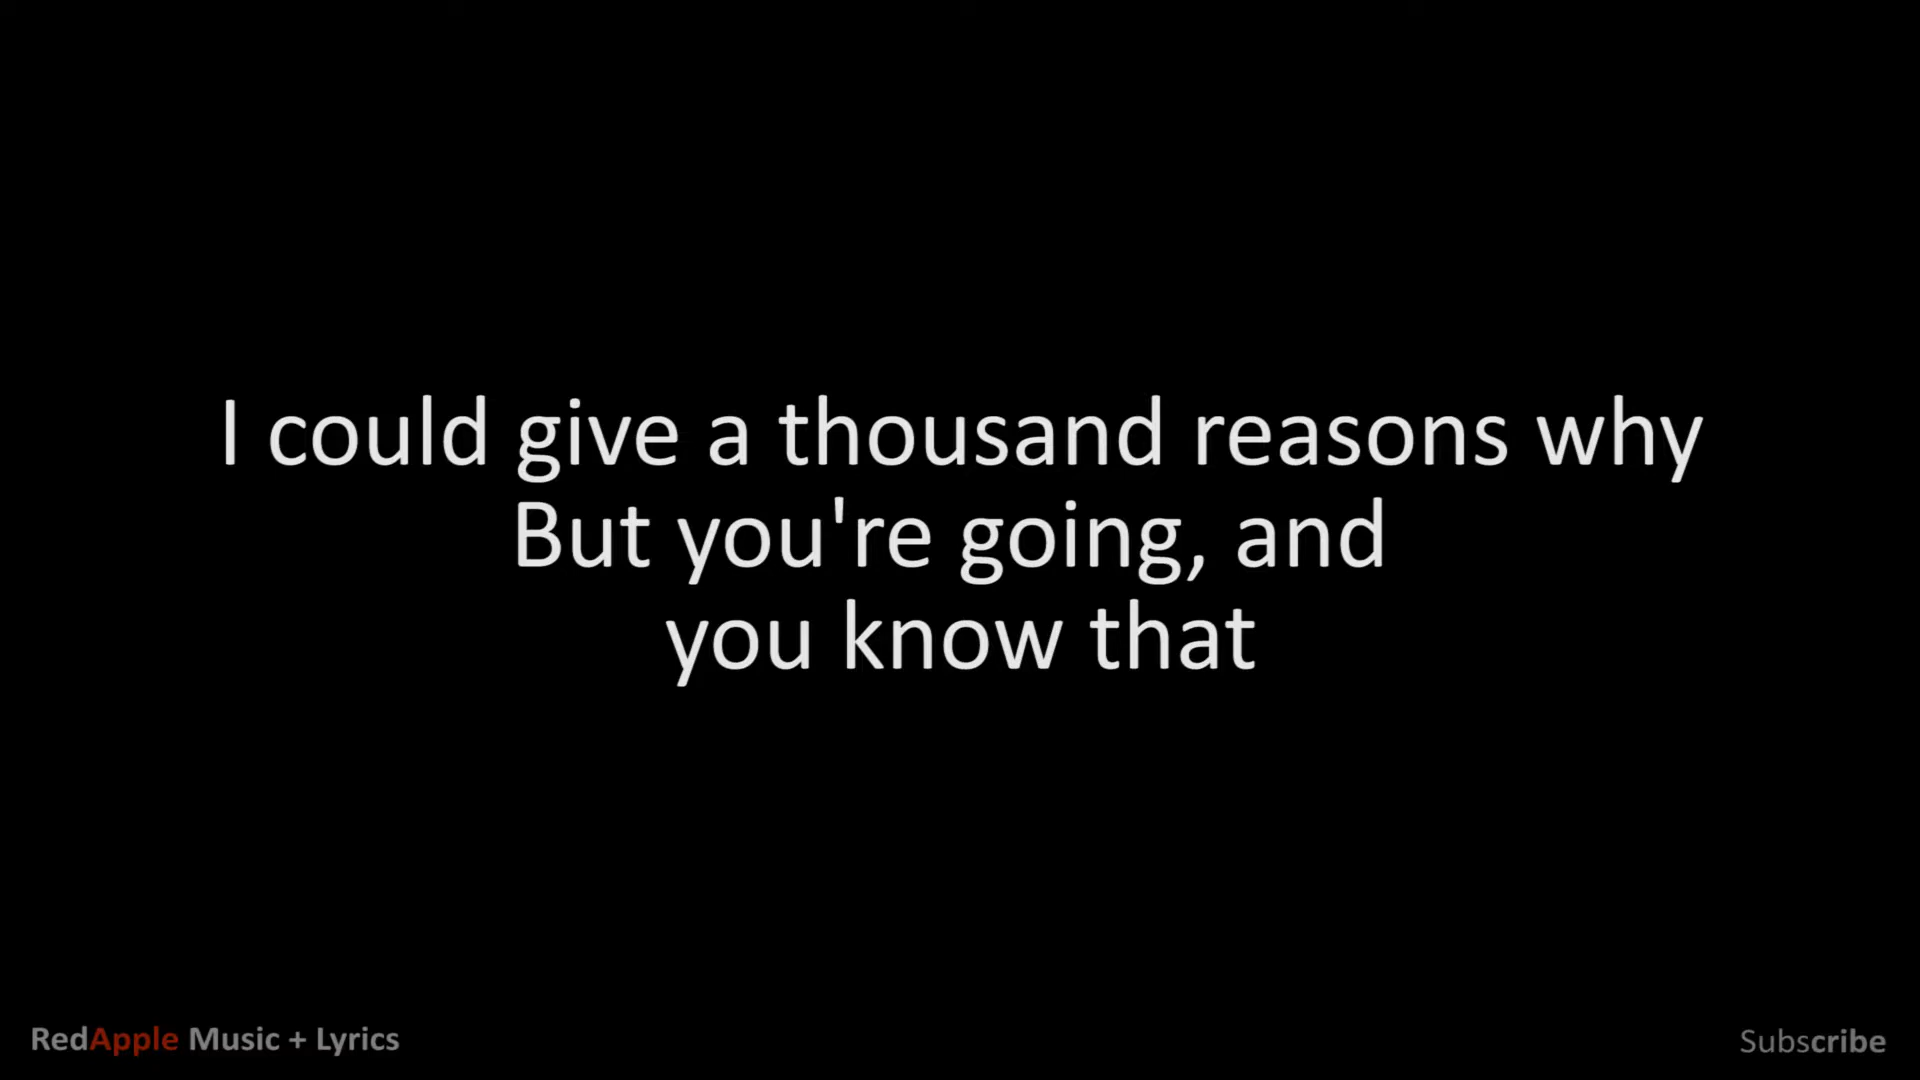 I could give a thousand reasons why
But you're going, and
you know that
RedApple Music + Lyrics
Subscribe